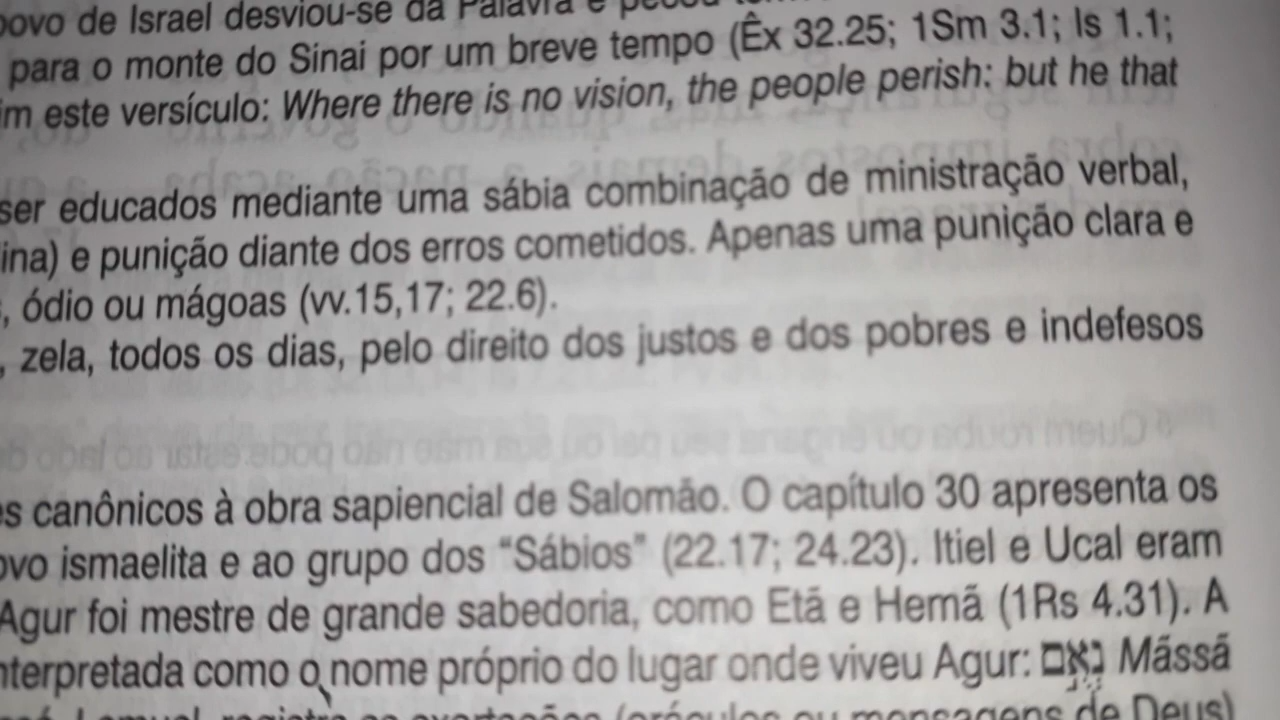 povo de Israel desviou-se da Palavra e
para o monte do Sinai por um breve tempo (Êx 32.25; 1Sm 3.1; Is 1.1;
im este versículo: Where there is no vision, the people perish: but he that
ser educados mediante uma sábia combinação de ministração verbal,
ina) e punição diante dos erros cometidos. Apenas uma punição clara e
, ódio ou mágoas (vv.15,17; 22.6).
, zela, todos os dias, pelo direito dos justos e dos pobres e indefesos
s canônicos à obra sapiencial de Salomão. O capítulo 30 apresenta os
ovo ismaelita e ao grupo dos “Sábios” (22.17; 24.23). Itiel e Ucal eram
Agur foi mestre de grande sabedoria, como Etã e Hemã (1Rs 4.31). A
nterpretada como o nome próprio do lugar onde viveu Agur: Mãssã
(oráculos ou mensagens de Deus)